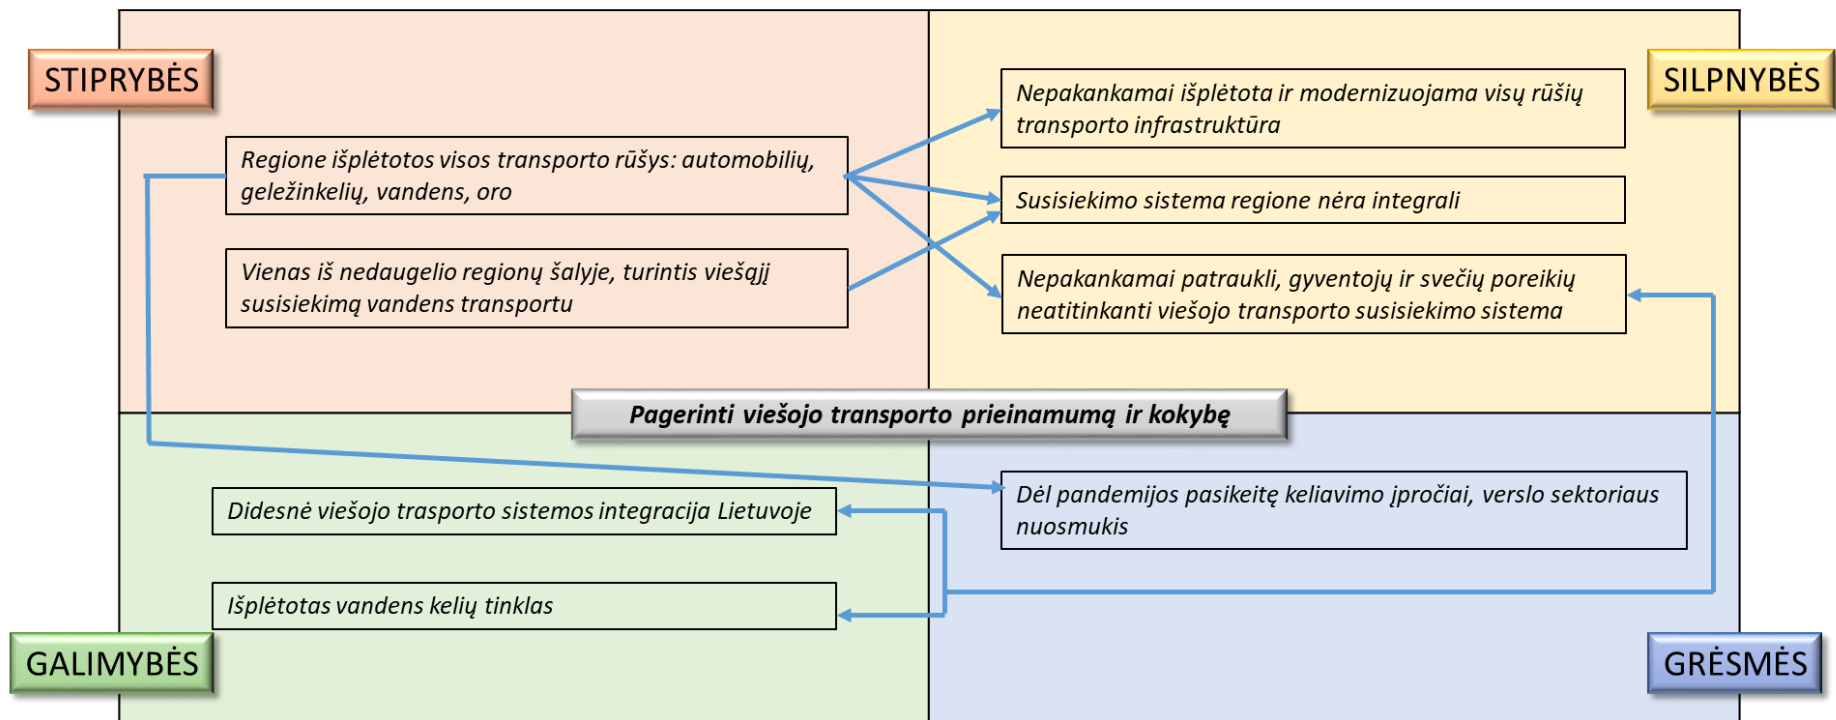 STIPRYBĖS
Regione išplėtotos visos transporto rūšys: automobilių,
geležinkelių, vandens, oro
Vienas iš nedaugelio regionų šalyje, turintis viešąjį
susisiekimą vandens transportu
SILPNYBĖS
Nepakankamai išplėtota ir modernizuojama visų rūšių
transporto infrastruktūra
Susisiekimo sistema regione nėra integrali
Nepakankamai patraukli, gyventojų ir svečių poreikių
neatitinkanti viešojo transporto susisiekimo sistema
Pagerinti viešojo transporto prieinamumą ir kokybę
Didesnė viešojo trasporto sistemos integracija Lietuvoje
Išplėtotas vandens kelių tinklas
GALIMYBĖS
Dėl pandemijos pasikeitę keliavimo įpročiai, verslo sektoriaus
nuosmukis
GRĖSMĖS